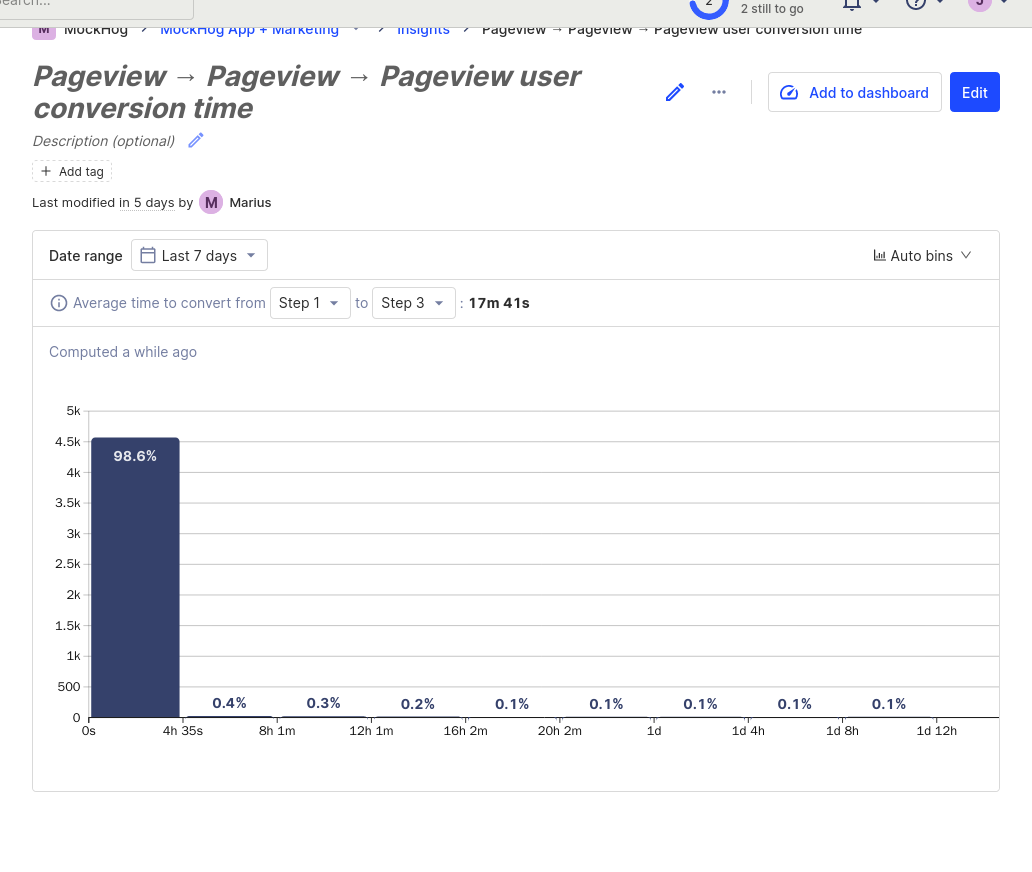 Search...
2
2 still to go
J
M MockHog MockHog App + Marketing Insights Pageview → Pageview → Pageview user conversion time
Pageview → Pageview → Pageview user
conversion time
Add to dashboard
Edit
Description (optional)
+ Add tag
Last modified in 5 days by M Marius
Date range Last 7 days
Auto bins
Average time to convert from Step 1 to Step 3 : 17m 41s
Computed a while ago
5k
4.5k
4k
3.5k
3k
2.5k
2k
1.5k
1k
500
0
98.6%
0.4%
0.3%
0.2%
0.1%
0.1%
0.1%
0.1%
0.1%
0s
4h 35s
8h 1m
12h 1m
16h 2m
20h 2m
1d
1d 4h
1d 8h
1d 12h